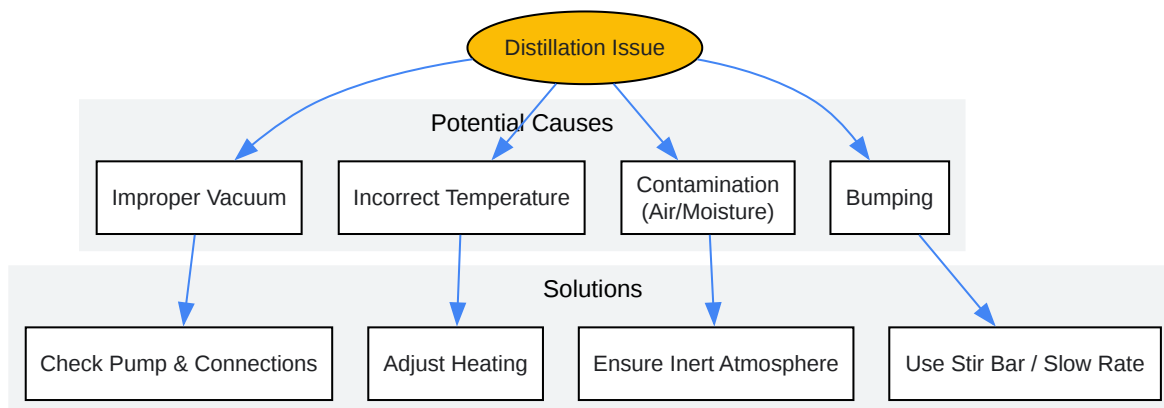 Distillation Issue
Potential Causes
Improper Vacuum
Incorrect Temperature
Contamination
(Air/Moisture)
Bumping
Solutions
Check Pump & Connections
Adjust Heating
Ensure Inert Atmosphere
Use Stir Bar / Slow Rate